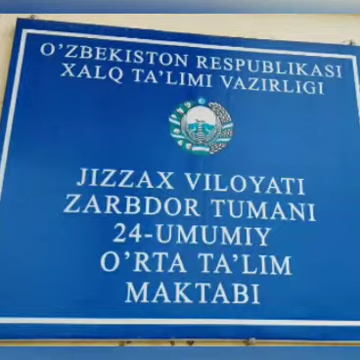 O’ZBEKISTON RESPUBLIKASI
XALQ TA’LIMI VAZIRLIGI
JIZZAX VILOYATI
ZARBDOR TUMANI
24-UMUMIY
O’RTA TA’LIM
MAKTABI